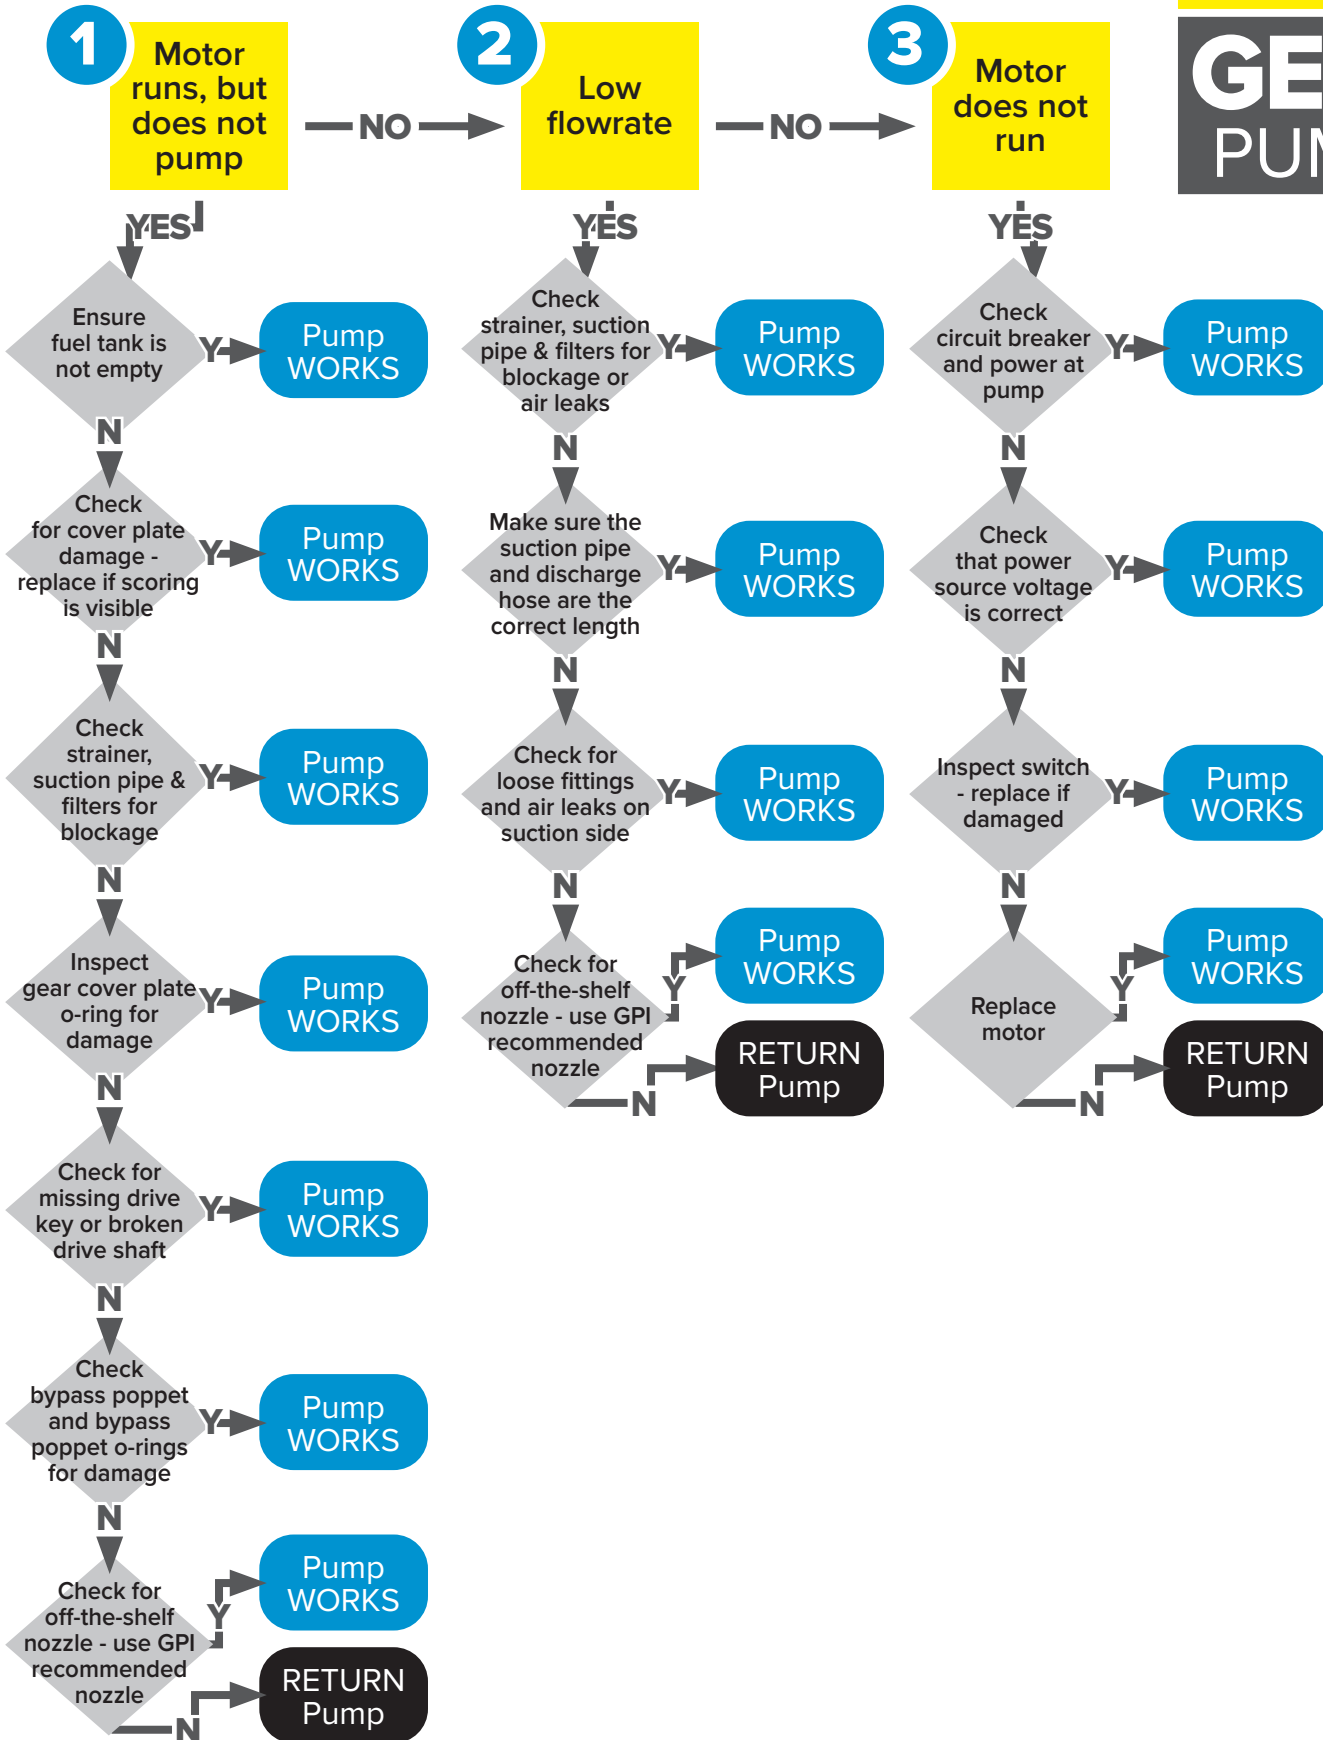 1
Motor
runs, but
does not
pump
NO
2
Low
flowrate
NO
3
Motor
does not
run
YES
Ensure
fuel tank is
not empty
Y
Pump
WORKS
N
Check
for cover plate
damage -
replace if scoring
is visible
Y
Pump
WORKS
N
Check
strainer,
suction pipe &
filters for
blockage
Y
Pump
WORKS
N
Inspect
gear cover plate
o-ring for
damage
Y
Pump
WORKS
N
Check for
missing drive
key or broken
drive shaft
Y
Pump
WORKS
N
Check
bypass poppet
and bypass
poppet o-rings
for damage
Y
Pump
WORKS
N
Check for
off-the-shelf
nozzle - use GPI
recommended
nozzle
Y
Pump
WORKS
N
RETURN
Pump
YES
Check
strainer, suction
pipe & filters for
blockage or
air leaks
Y
Pump
WORKS
N
Make sure the
suction pipe
and discharge
hose are the
correct length
Y
Pump
WORKS
N
Check for
loose fittings
and air leaks on
suction side
Y
Pump
WORKS
N
Check for
off-the-shelf
nozzle - use GPI
recommended
nozzle
Y
Pump
WORKS
N
RETURN
Pump
YES
Check
circuit breaker
and power at
pump
Y
Pump
WORKS
N
Check
that power
source voltage
is correct
Y
Pump
WORKS
N
Inspect switch
- replace if
damaged
Y
Pump
WORKS
N
Replace
motor
Y
Pump
WORKS
N
RETURN
Pump